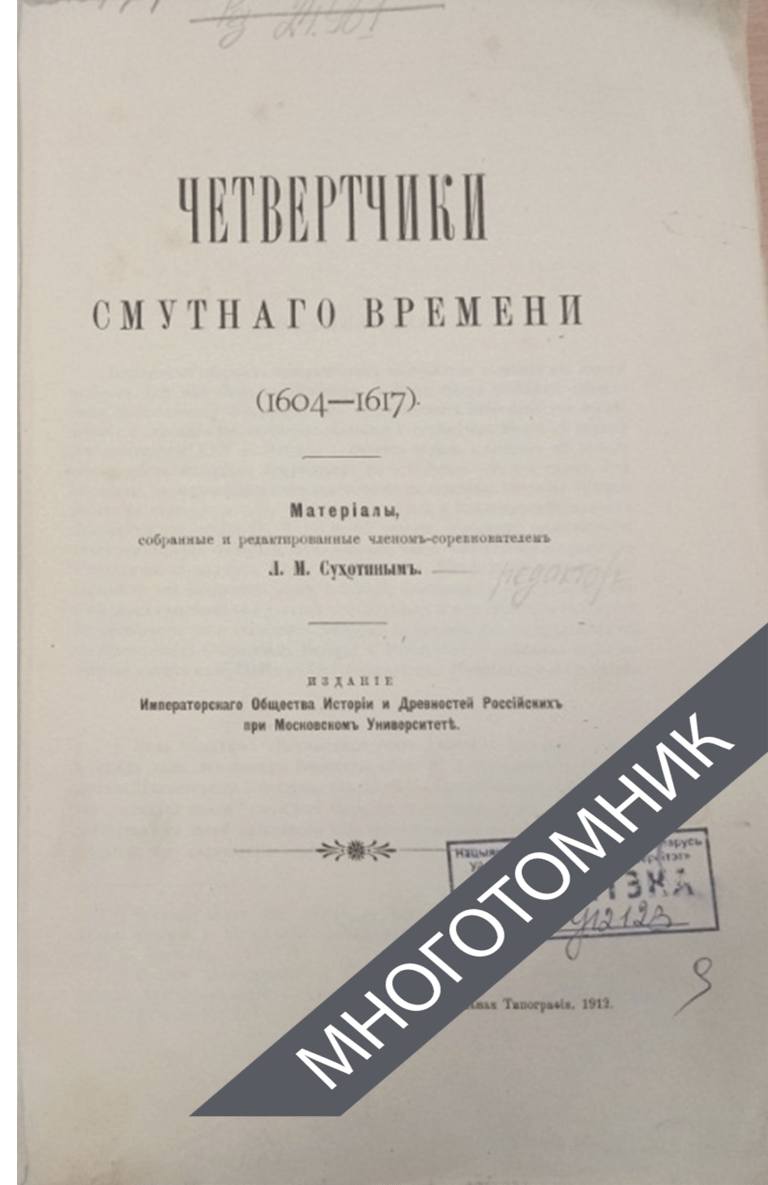 ЧЕТВЕРТЧИКИ
СМУТНАГО ВРЕМЕНИ
(1604—1617).
Матеріалы,
собранные и редактированные членомъ-соревнователемъ
Л. М. Сухотинымъ.
редакторъ
ИЗДАНІЕ
Императорскаго Общества Исторіи и Древностей Россійскихъ
при Московскомъ Университетѣ.
Типографія, 1912.
МНОГОТОМНИК